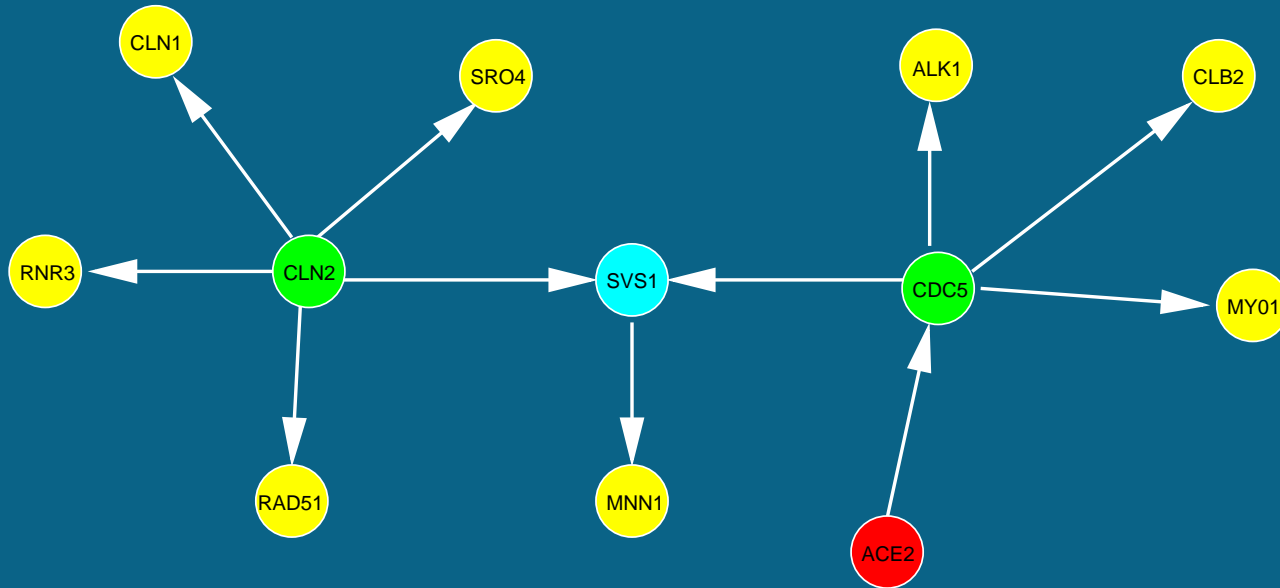 CLN1
SRO4
ALK1
CLB2
RNR3
CLN2
SVS1
CDC5
MY01
RAD51
MNN1
ACE2